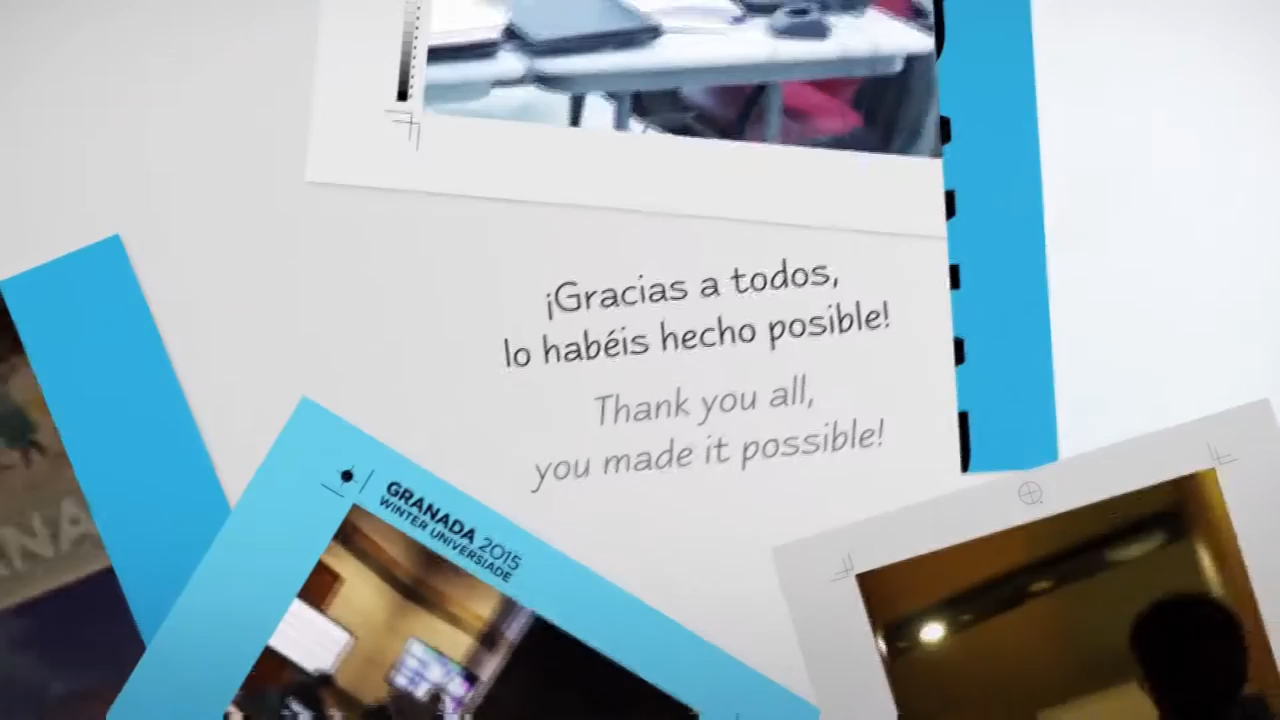 ¡Gracias a todos,
lo habéis hecho posible!
Thank you all,
you made it possible!
GRANADA 2015
WINTER UNIVERSIADE